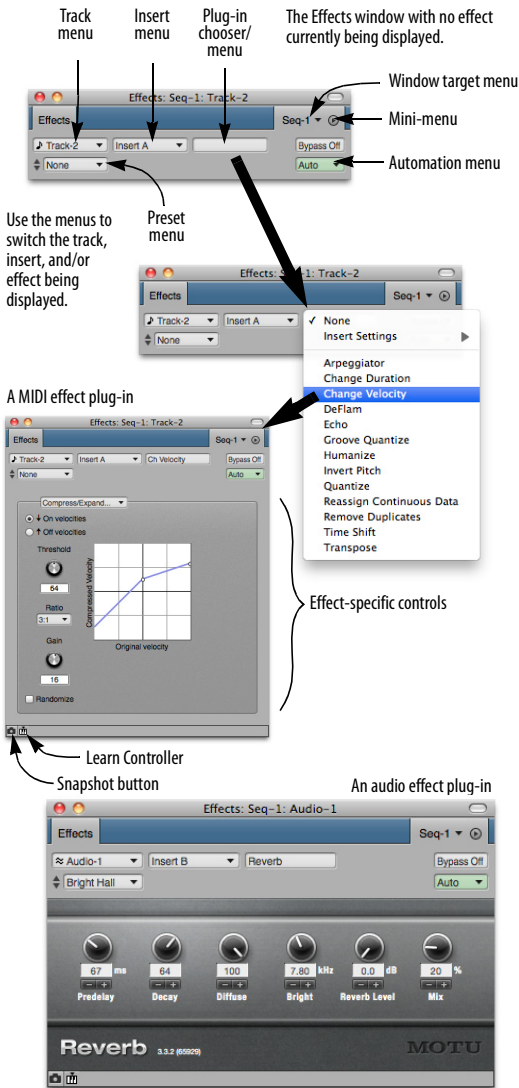 Track menu
Insert menu
Plug-in chooser/ menu
The Effects window with no effect
currently being displayed.
Window target menu
Effects: Seq-1: Track-2
Effects
Seq-1
Mini-menu
Track-2
Insert A
Bypass Off
None
Auto
Automation menu
Use the menus to
switch the track,
insert, and/or
effect being
displayed.
Preset
menu
Effects: Seq-1: Track-2
Effects
Seq-1
Track-2
Insert A
None
✓ None
Insert Settings
Arpeggiator
Change Duration
Change Velocity
DeFlam
Echo
Groove Quantize
Humanize
Invert Pitch
Quantize
Reassign Continuous Data
Remove Duplicates
Time Shift
Transpose
A MIDI effect plug-in
Effects: Seq-1: Track-2
Effects
Seq-1
Track-2
Insert A
Ch Velocity
Bypass Off
None
Auto
Compress/Expand...
On velocities
Off velocities
Threshold
64
Ratio
3:1
Gain
16
Randomize
Compressed Velocity
Original velocity
Effect-specific controls
Learn Controller
Snapshot button
An audio effect plug-in
Effects: Seq-1: Audio-1
Effects
Seq-1
Audio-1
Insert B
Reverb
Bypass Off
Bright Hall
Auto
67 ms
64
100
7.80 kHz
0.0 dB
20 %
Predelay
Decay
Diffuse
Bright
Reverb Level
Mix
Reverb 3.3.2 (65929)
MOTU